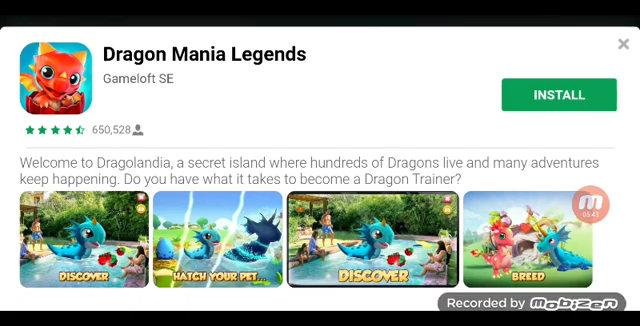 Dragon Mania Legends
Gameloft SE
INSTALL
650,528
Welcome to Dragolandia, a secret island where hundreds of Dragons live and many adventures
keep happening. Do you have what it takes to become a Dragon Trainer?
DISCOVER
HATCH YOUR PET...
DISCOVER
BREED
05:43
Recorded by Mobizen